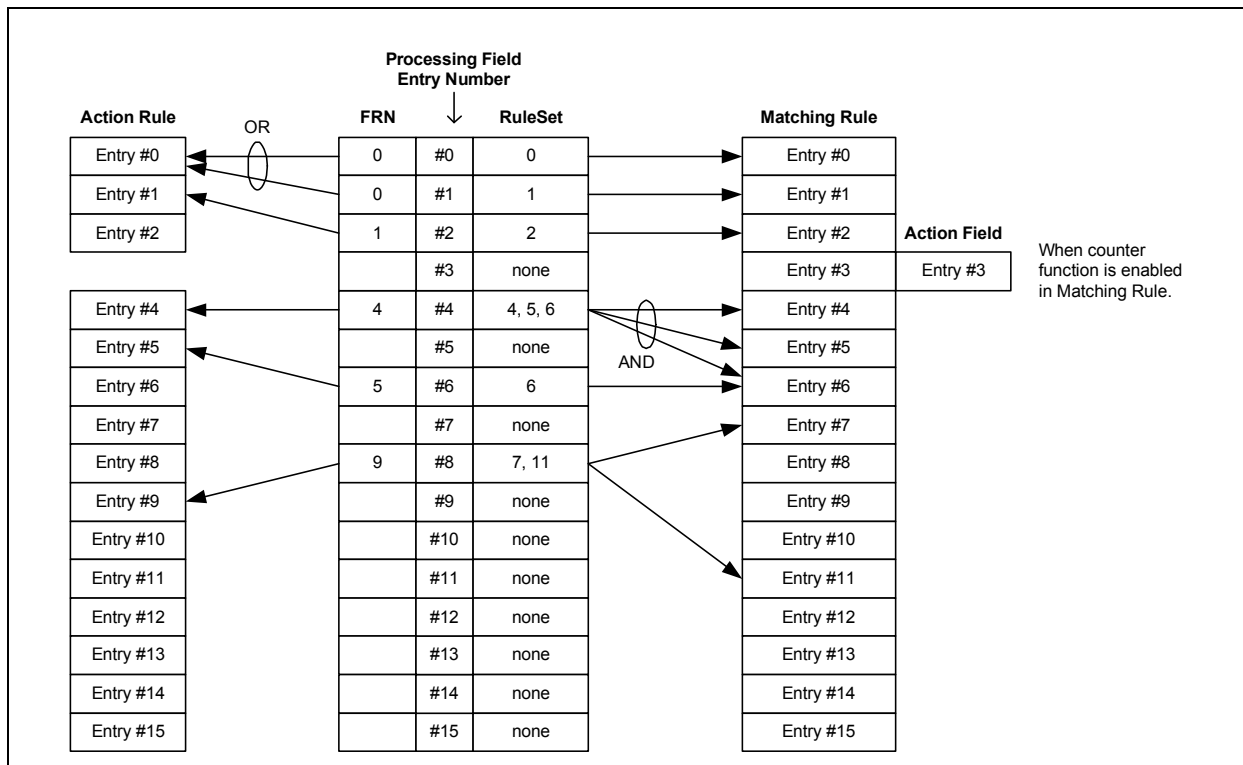 Processing Field
Entry Number
Action Rule
OR
FRN
RuleSet
Matching Rule
Entry #0
0
#0
0
Entry #0
Entry #1
0
#1
1
Entry #1
Entry #2
1
#2
2
Entry #2
Action Field
#3
none
Entry #3
Entry #3
When counter
function is enabled
in Matching Rule.
Entry #4
4
#4
4, 5, 6
Entry #4
Entry #5
#5
none
AND
Entry #5
Entry #6
5
#6
6
Entry #6
Entry #7
#7
none
Entry #7
Entry #8
9
#8
7, 11
Entry #8
Entry #9
#9
none
Entry #9
Entry #10
#10
none
Entry #10
Entry #11
#11
none
Entry #11
Entry #12
#12
none
Entry #12
Entry #13
#13
none
Entry #13
Entry #14
#14
none
Entry #14
Entry #15
#15
none
Entry #15